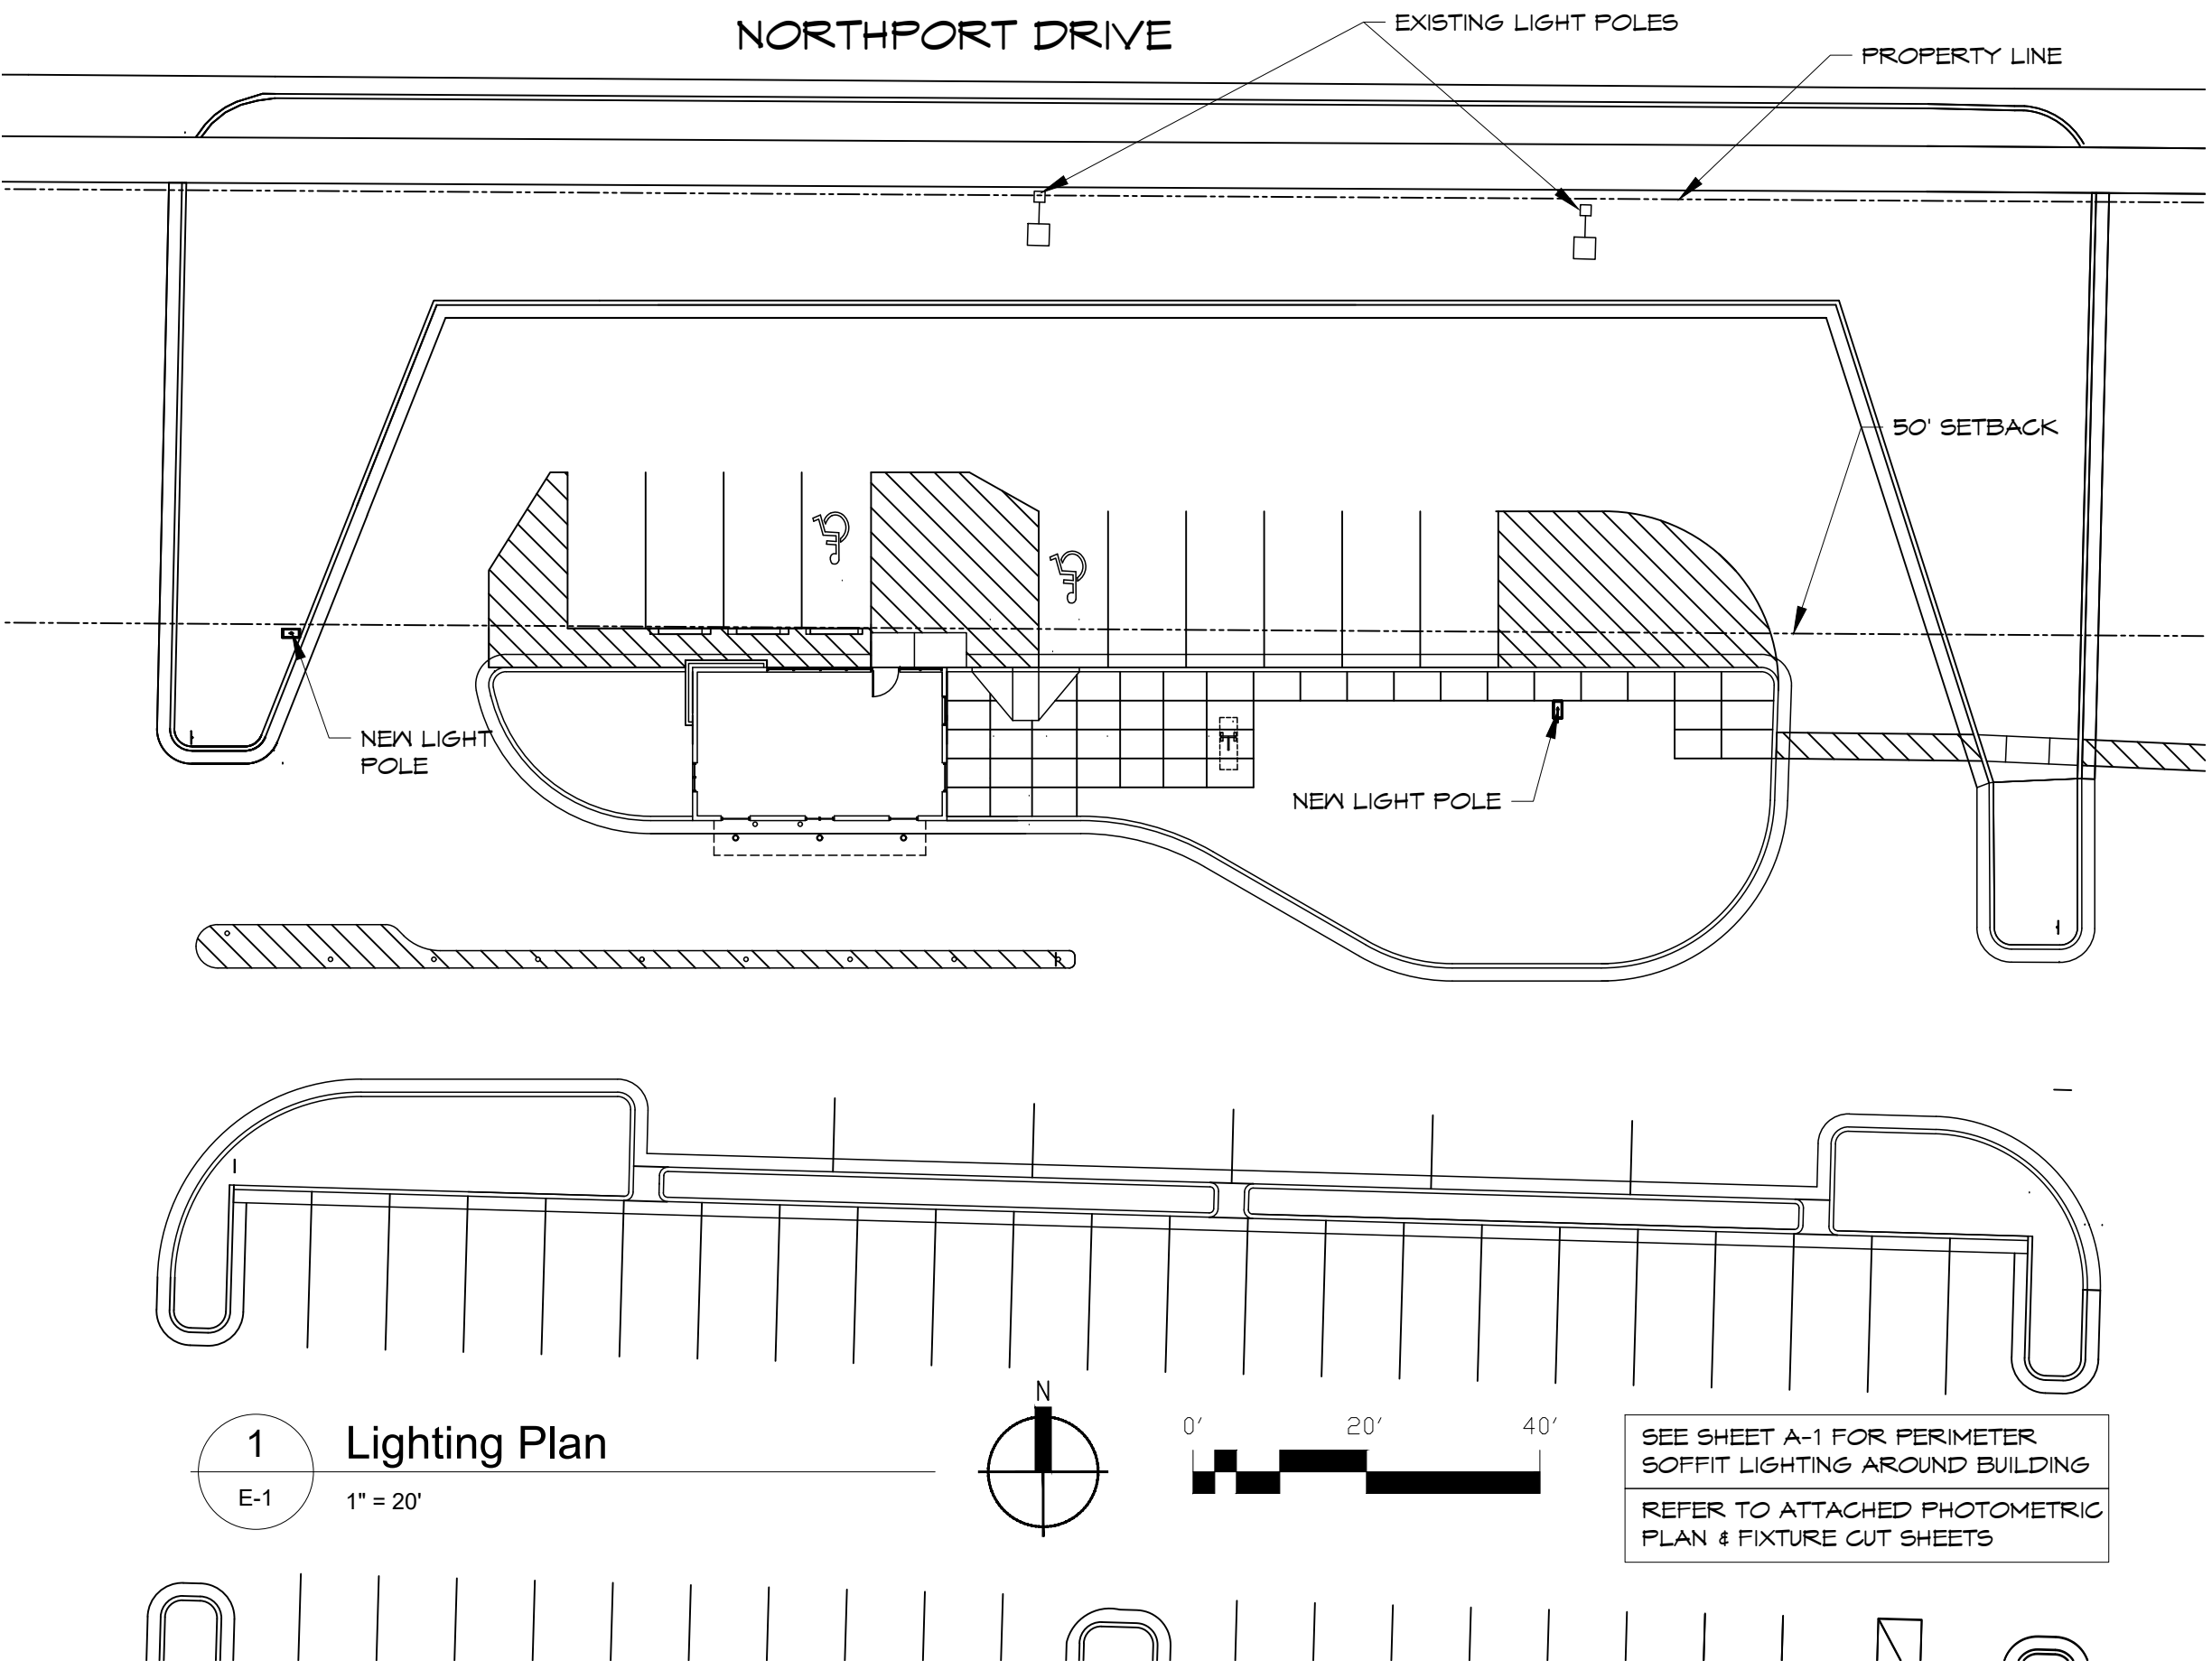 NORTHPORT DRIVE
EXISTING LIGHT POLES
PROPERTY LINE
50' SETBACK
NEW LIGHT
POLE
T
NEW LIGHT POLE
N
0'
20'
40'
1
E-1
Lighting Plan
1" = 20'
SEE SHEET A-1 FOR PERIMETER
SOFFIT LIGHTING AROUND BUILDING
REFER TO ATTACHED PHOTOMETRIC
PLAN & FIXTURE CUT SHEETS